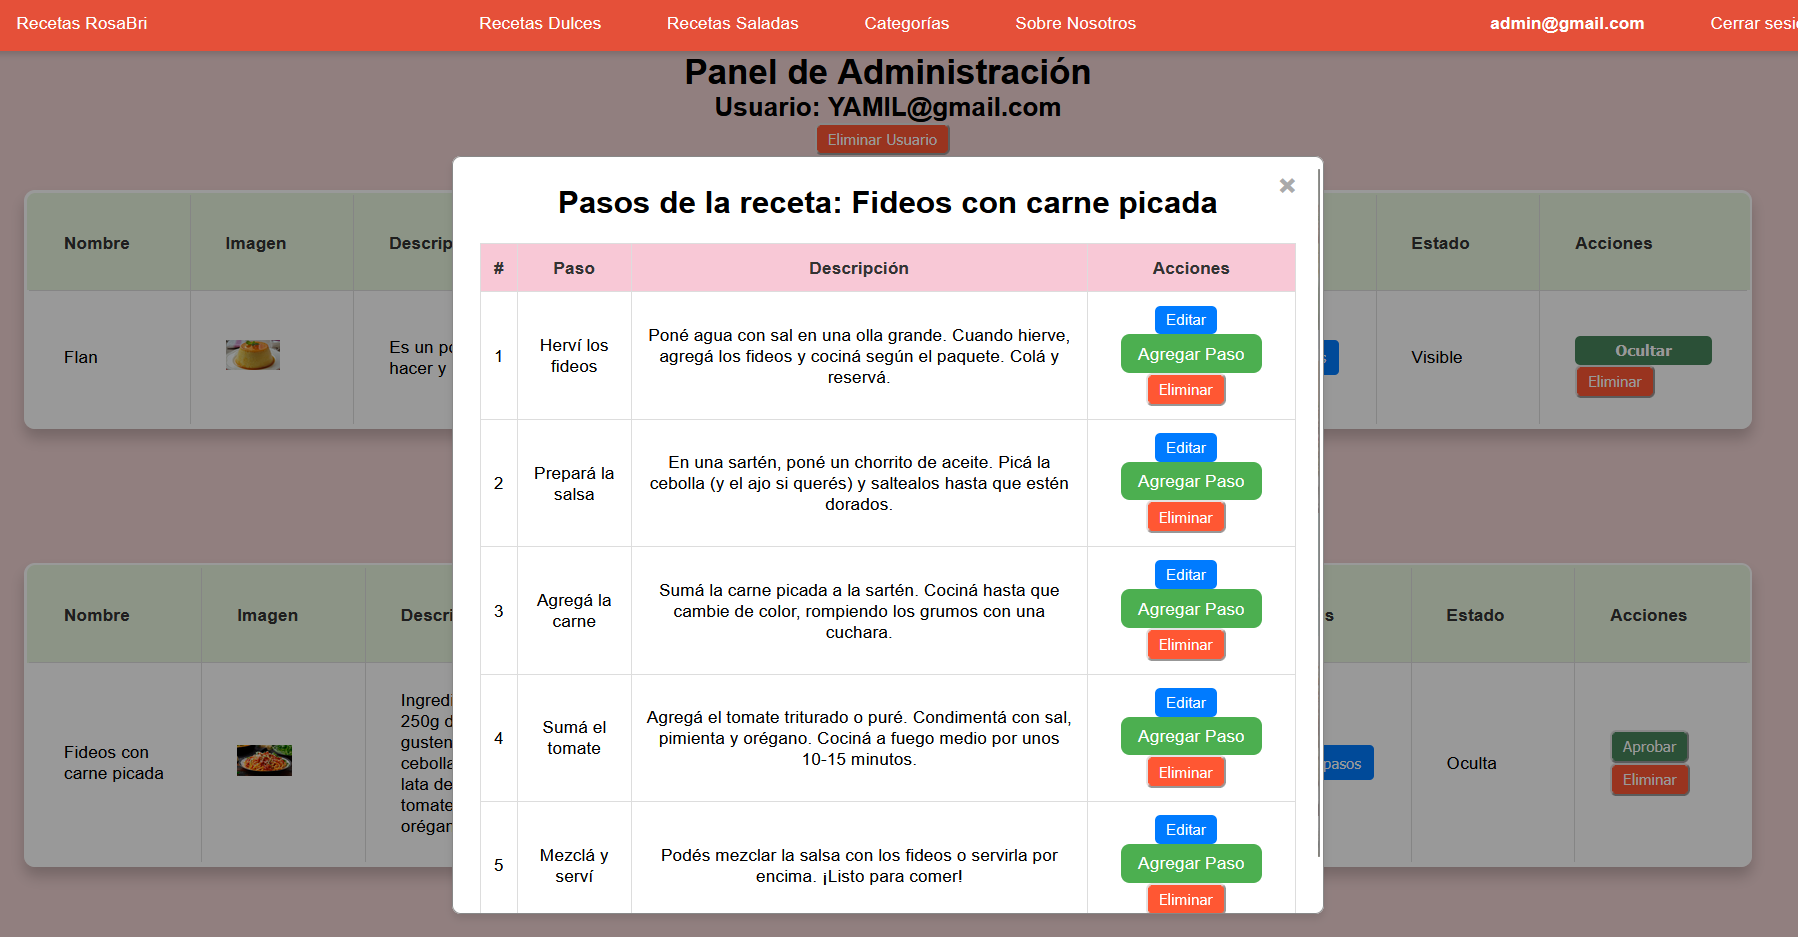 Recetas RosaBri
Recetas Dulces
Recetas Saladas
Categorías
Sobre Nosotros
admin@gmail.com
Cerrar
Panel de Administración
Usuario: YAMIL@gmail.com
Eliminar Usuario
Nombre
Imagen
Estado
Acciones
Flan
Es un
hacer y
Visible
Ocultar
Eliminar
Pasos de la receta: Fideos con carne picada
×
#
Paso
Descripción
Acciones
1
Herví los
fideos
Poné agua con sal en una olla grande. Cuando hierve,
agregá los fideos y cociná según el paquete. Colá y
reservá.
Editar
Agregar Paso
Eliminar
2
Prepará la
salsa
En una sartén, poné un chorrito de aceite. Picá la
cebolla (y el ajo si querés) y saltealos hasta que estén
dorados.
Editar
Agregar Paso
Eliminar
3
Agregá la
carne
Sumá la carne picada a la sartén. Cociná hasta que
cambie de color, rompiendo los grumos con una
cuchara.
Editar
Agregar Paso
Eliminar
4
Sumá el
tomate
Agregá el tomate triturado o puré. Condimentá con sal,
pimienta y orégano. Cociná a fuego medio por unos
10-15 minutos.
Editar
Agregar Paso
Eliminar
5
Mezclá y
serví
Podés mezclar la salsa con los fideos o servirla por
encima. ¡Listo para comer!
Editar
Agregar Paso
Eliminar
Nombre
Imagen
Estado
Acciones
Fideos con
carne picada
250g
lata de
tomate
pasos
Oculta
Aprobar
Eliminar